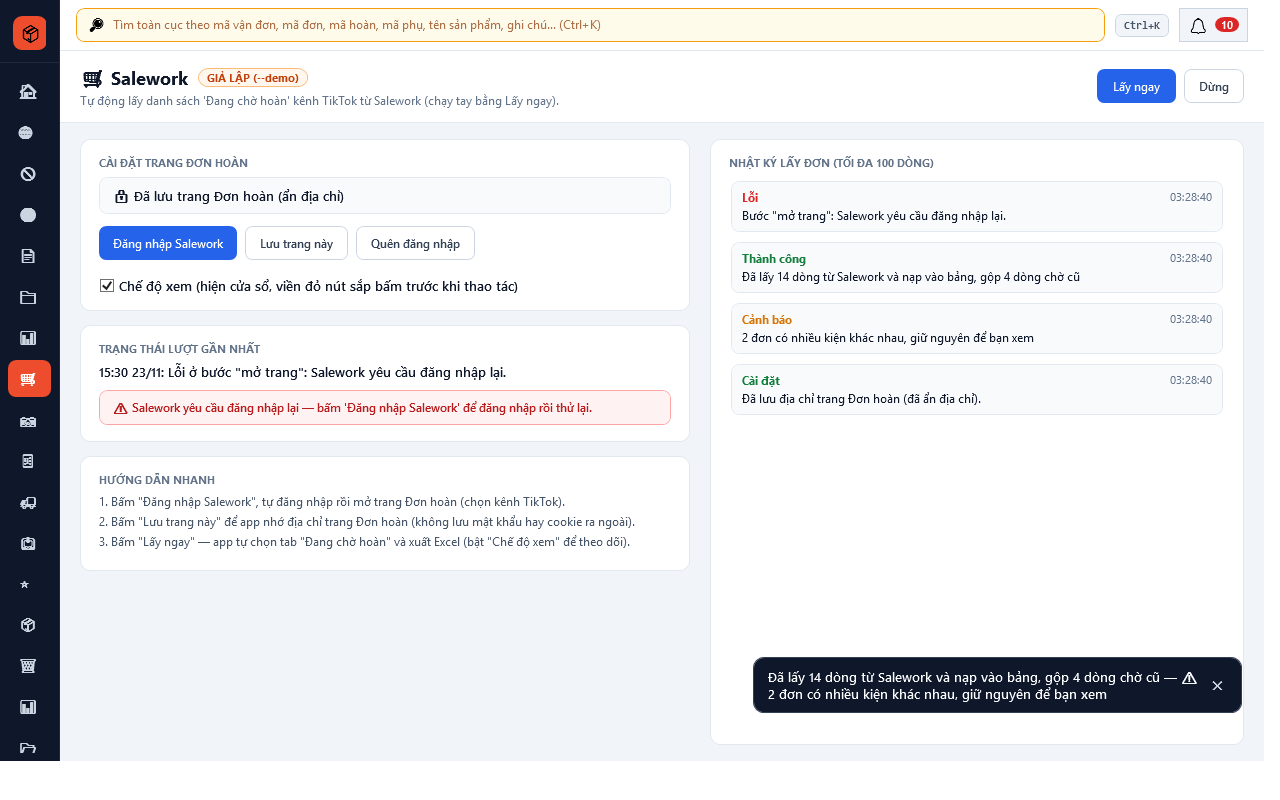 Tìm toàn cục theo mã vận đơn, mã đơn, mã hoàn, mã phụ, tên sản phẩm, ghi chú... (Ctrl+K)
Ctrl+K
10
Salework
GIẢ LẬP (--demo)
Tự động lấy danh sách 'Đang chờ hoàn' kênh TikTok từ Salework (chạy tay bằng Lấy ngay).
Lấy ngay
Dừng
CÀI ĐẶT TRANG ĐƠN HOÀN
Đã lưu trang Đơn hoàn (ẩn địa chỉ)
Đăng nhập Salework
Lưu trang này
Quên đăng nhập
Chế độ xem (hiện cửa sổ, viền đỏ nút sắp bấm trước khi thao tác)
TRẠNG THÁI LƯỢT GẦN NHẤT
15:30 23/11: Lỗi ở bước "mở trang": Salework yêu cầu đăng nhập lại.
Salework yêu cầu đăng nhập lại — bấm 'Đăng nhập Salework' để đăng nhập rồi thử lại.
HƯỚNG DẪN NHANH
1. Bấm "Đăng nhập Salework", tự đăng nhập rồi mở trang Đơn hoàn (chọn kênh TikTok).
2. Bấm "Lưu trang này" để app nhớ địa chỉ trang Đơn hoàn (không lưu mật khẩu hay cookie ra ngoài).
3. Bấm "Lấy ngay" — app tự chọn tab "Đang chờ hoàn" và xuất Excel (bật "Chế độ xem" để theo dõi).
NHẬT KÝ LẤY ĐƠN (TỐI ĐA 100 DÒNG)
Lỗi
03:28:40
Bước "mở trang": Salework yêu cầu đăng nhập lại.
Thành công
03:28:40
Đã lấy 14 dòng từ Salework và nạp vào bảng, gộp 4 dòng chờ cũ
Cảnh báo
03:28:40
2 đơn có nhiều kiện khác nhau, giữ nguyên để bạn xem
Cài đặt
03:28:40
Đã lưu địa chỉ trang Đơn hoàn (đã ẩn địa chỉ).
Đã lấy 14 dòng từ Salework và nạp vào bảng, gộp 4 dòng chờ cũ — ⚠
2 đơn có nhiều kiện khác nhau, giữ nguyên để bạn xem